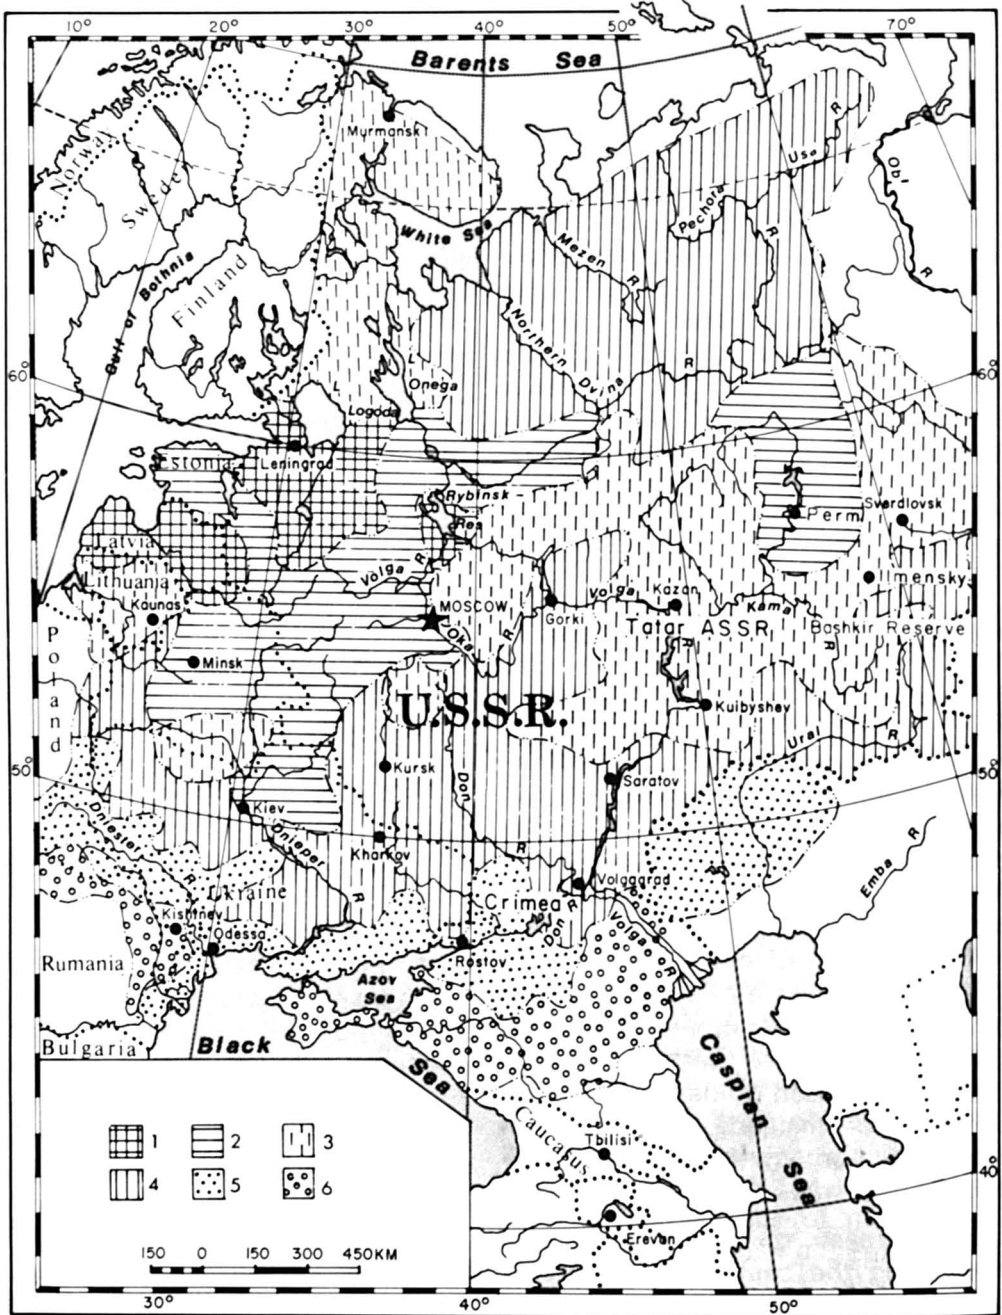 10° 20° 30° 40° 50° 70°
Barents Sea
Murmansk
Norway
Sweden
Finland
Gulf of Bothnia
White Sea
Mezen R
Pechora R
Us. R
Ob' R
60°
60°
Northern Dvina R
L Onega
L Logoda
Leningrad
Estonia
Rybinsk Res
Perm
Sverdlovsk
Latvia
Lithuania
Kaunas
Volga R
MOSCOW
Oka R
Gorki
Volga
Kazan
Kama R
Ilmensky
Tatar ASSR
Bashkir Reserve
Poland
Minsk
U.S.S.R.
R
Kuibyshev
Ural R
50°
50°
Kursk
Don R
Saratov
Kiev
Dnieper R
Kharkov
Dniester R
Ukraine
Volgograd
Emba R
Crimea
Don R
Volga R
Kishinev
Odessa
Rostov
Rumania
Azov Sea
Bulgaria
Black Sea
Caspian Sea
Caucasus
Tbilisi
Erevan
40°
1 2 3
4 5 6
150 0 150 300 450 KM
30° 40° 50°